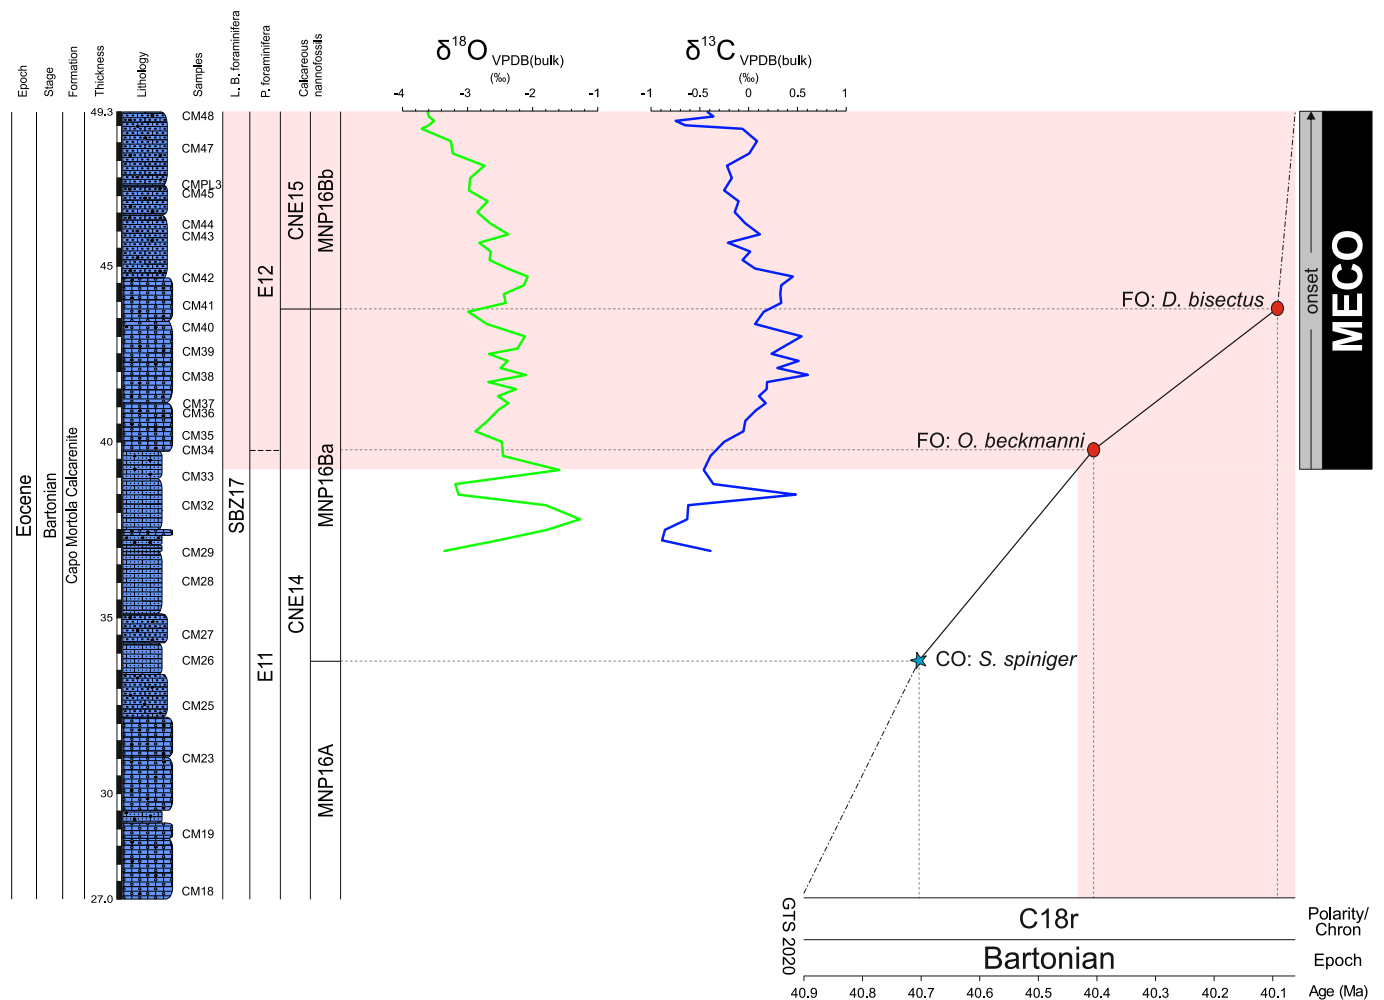 Epoch
Stage
Formation
Thickness
Lithology
Samples
L. B. foraminifera
P. foraminifera
Calcareous
nannofossils
δ18O VPDB(bulk)
(‰)
-4 -3 -2 -1
δ13C VPDB(bulk)
(‰)
-1 -0.5 0 0.5 1
49.3
45
40
35
30
27.0
Eocene
Bartonian
Capo Mortola Calcarenite
CM48
CM47
CMPL3
CM45
CM44
CM43
CM42
CM41
CM40
CM39
CM38
CM37
CM36
CM35
CM34
CM33
CM32
CM29
CM28
CM27
CM26
CM25
CM23
CM19
CM18
SBZ17
E12
E11
CNE15
CNE14
MNP16Bb
MNP16Ba
MNP16A
FO: D. bisectus
FO: O. beckmanni
CO: S. spiniger
onset
MECO
GTS 2020
C18r
Polarity/
Chron
Bartonian
Epoch
40.9 40.8 40.7 40.6 40.5 40.4 40.3 40.2 40.1
Age (Ma)